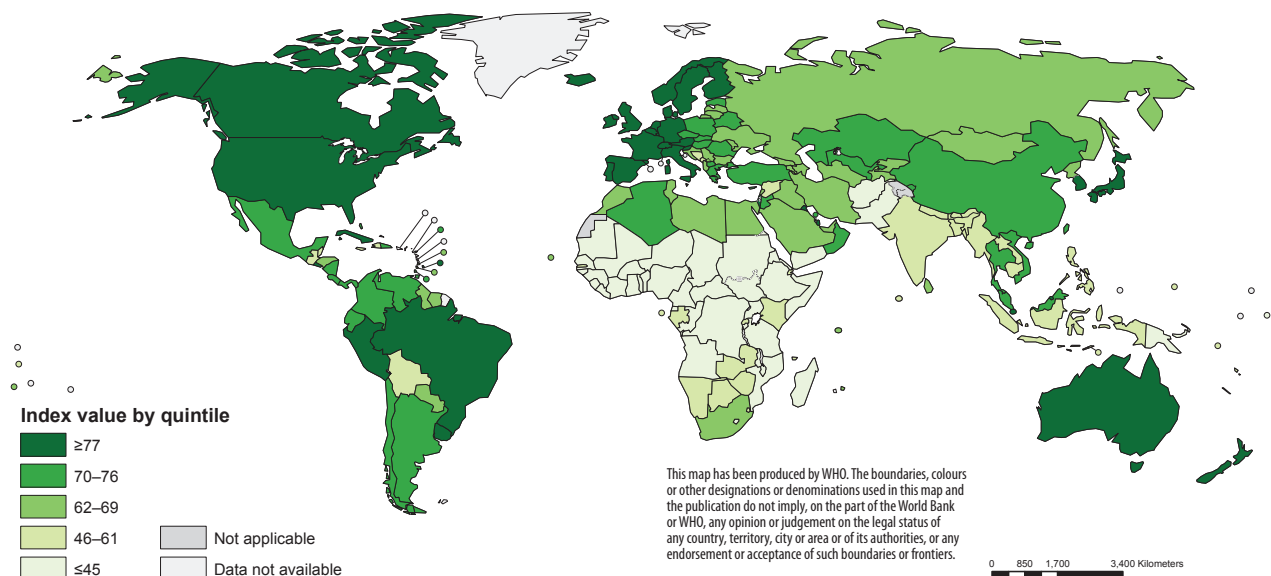 Index value by quintile
≥77
70–76
62–69
46–61
≤45
Not applicable
Data not available
This map has been produced by WHO. The boundaries, colours
or other designations or denominations used in this map and
the publication do not imply, on the part of the World Bank
or WHO, any opinion or judgement on the legal status of
any country, territory, city or area or of its authorities, or any
endorsement or acceptance of such boundaries or frontiers.
0 850 1,700 3,400 Kilometers